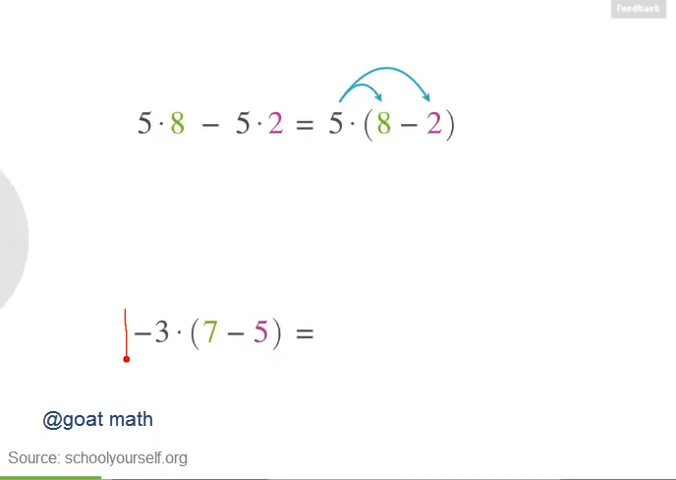 Feedback
5 · 8 − 5 · 2 = 5 · (8 − 2)
−3 · (7 − 5) =
@goat math
Source: schoolyourself.org